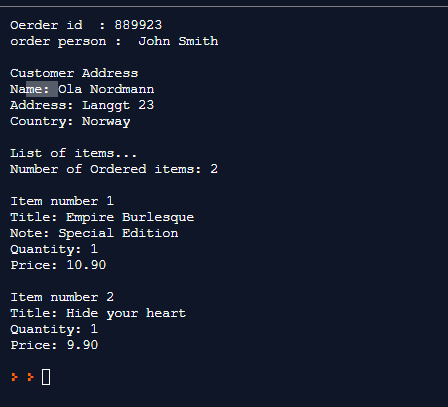 Oerder id  : 889923
order person :  John Smith
Customer Address
Name: Ola Nordmann
Address: Langgt 23
Country: Norway
List of items...
Number of Ordered items: 2
Item number 1
Title: Empire Burlesque
Note: Special Edition
Quantity: 1
Price: 10.90
Item number 2
Title: Hide your heart
Quantity: 1
Price: 9.90